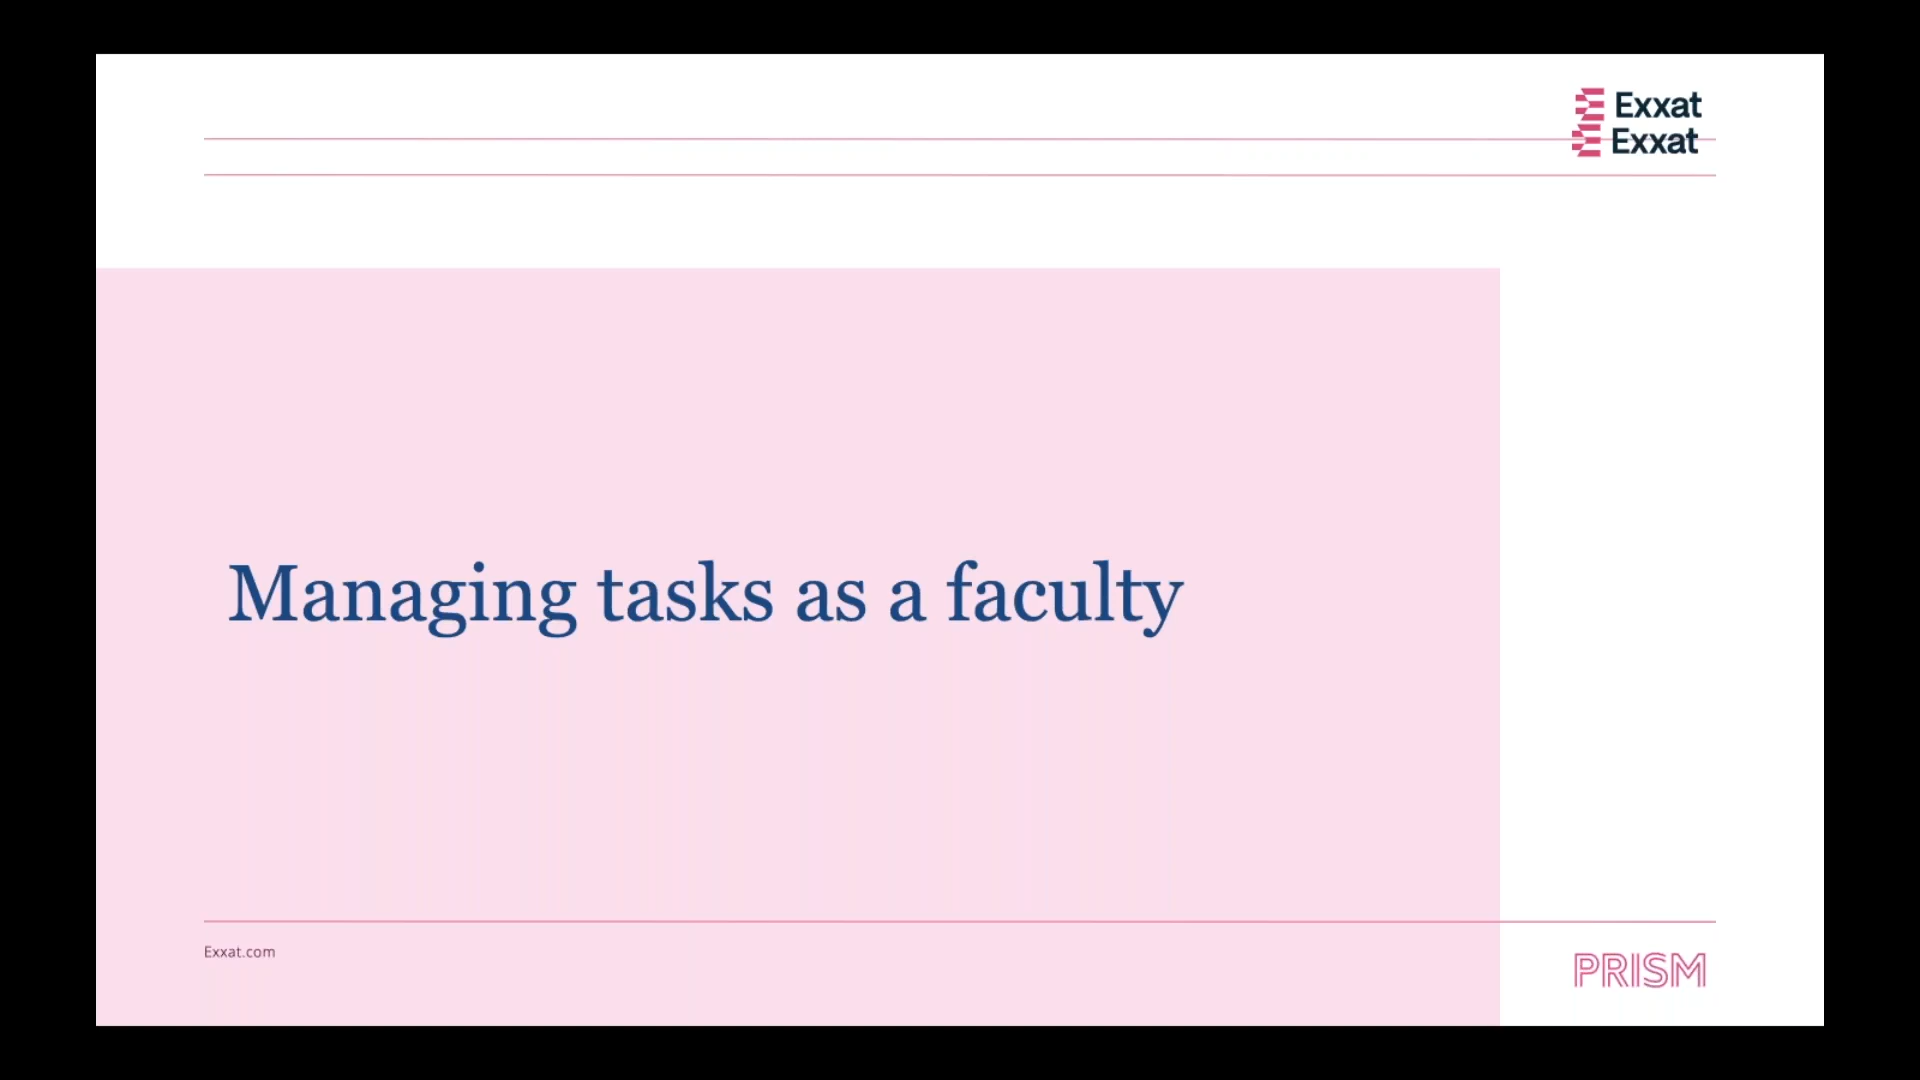 Exxat
Exxat
Managing tasks as a faculty
Exxat.com
PRISM